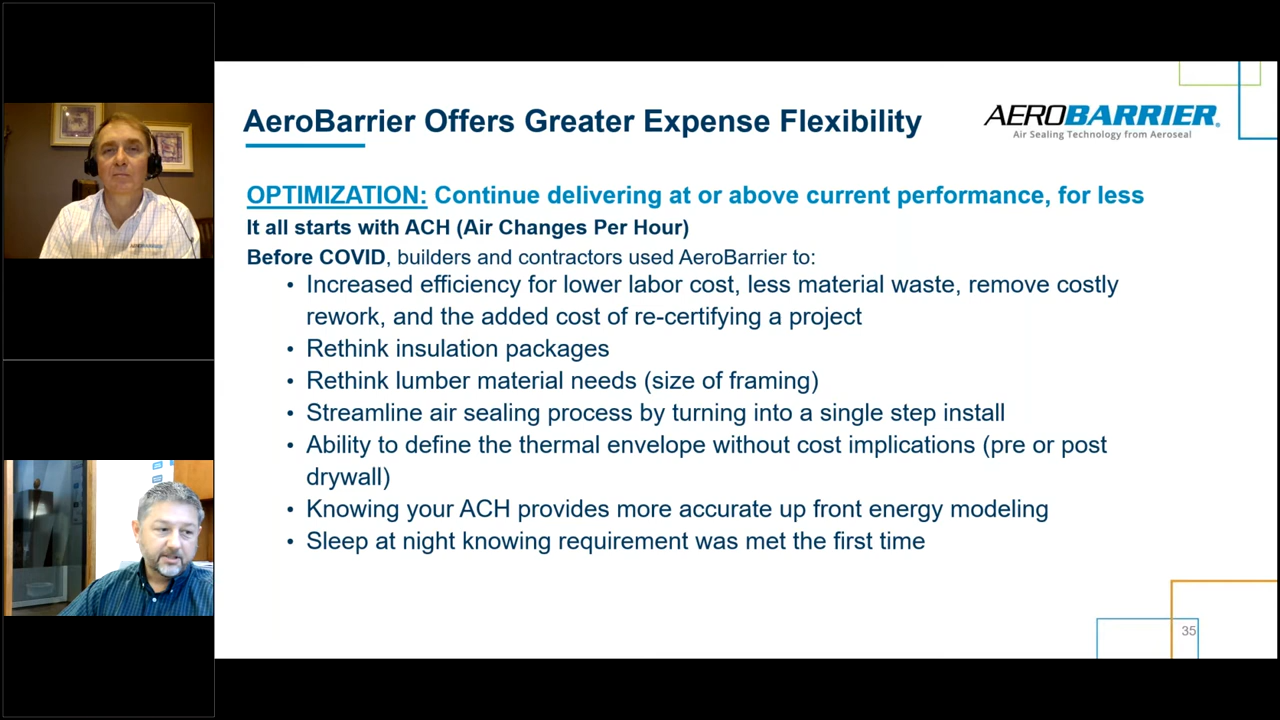 AeroBarrier Offers Greater Expense Flexibility
AEROBARRIER®
Air Sealing Technology from Aeroseal
OPTIMIZATION: Continue delivering at or above current performance, for less
It all starts with ACH (Air Changes Per Hour)
Before COVID, builders and contractors used AeroBarrier to:
• Increased efficiency for lower labor cost, less material waste, remove costly
rework, and the added cost of re-certifying a project
• Rethink insulation packages
• Rethink lumber material needs (size of framing)
• Streamline air sealing process by turning into a single step install
• Ability to define the thermal envelope without cost implications (pre or post
drywall)
• Knowing your ACH provides more accurate up front energy modeling
• Sleep at night knowing requirement was met the first time
35